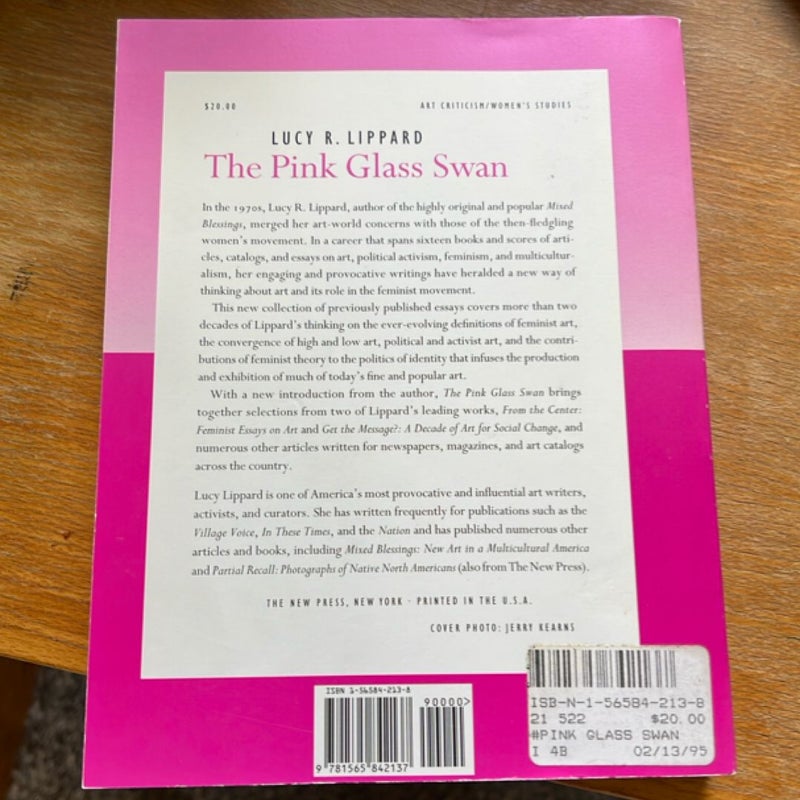 $20.00 ART CRITICISM/WOMEN'S STUDIES
LUCY R. LIPPARD
The Pink Glass Swan
In the 1970s, Lucy R. Lippard, author of the highly original and popular Mixed
Blessings, merged her art-world concerns with those of the then-fledgling
women's movement. In a career that spans sixteen books and scores of arti-
cles, catalogs, and essays on art, political activism, feminism, and multicultur-
alism, her engaging and provocative writings have heralded a new way of
thinking about art and its role in the feminist movement.
This new collection of previously published essays covers more than two
decades of Lippard's thinking on the ever-evolving definitions of feminist art,
the convergence of high and low art, political and activist art, and the contri-
butions of feminist theory to the politics of identity that infuses the production
and exhibition of much of today's fine and popular art.
With a new introduction from the author, The Pink Glass Swan brings
together selections from two of Lippard's leading works, From the Center:
Feminist Essays on Art and Get the Message?: A Decade of Art for Social Change, and
numerous other articles written for newspapers, magazines, and art catalogs
across the country.
Lucy Lippard is one of America's most provocative and influential art writers,
activists, and curators. She has written frequently for publications such as the
Village Voice, In These Times, and the Nation and has published numerous other
articles and books, including Mixed Blessings: New Art in a Multicultural America
and Partial Recall: Photographs of Native North Americans (also from The New Press).
THE NEW PRESS, NEW YORK · PRINTED IN THE U.S.A.
COVER PHOTO: JERRY KEARNS
ISBN 1-56584-213-8
90000>
9 781565 842137
ISB-N-1-56584-213-8
21 522 $20.00
#PINK GLASS SWAN
I 4B 02/13/95